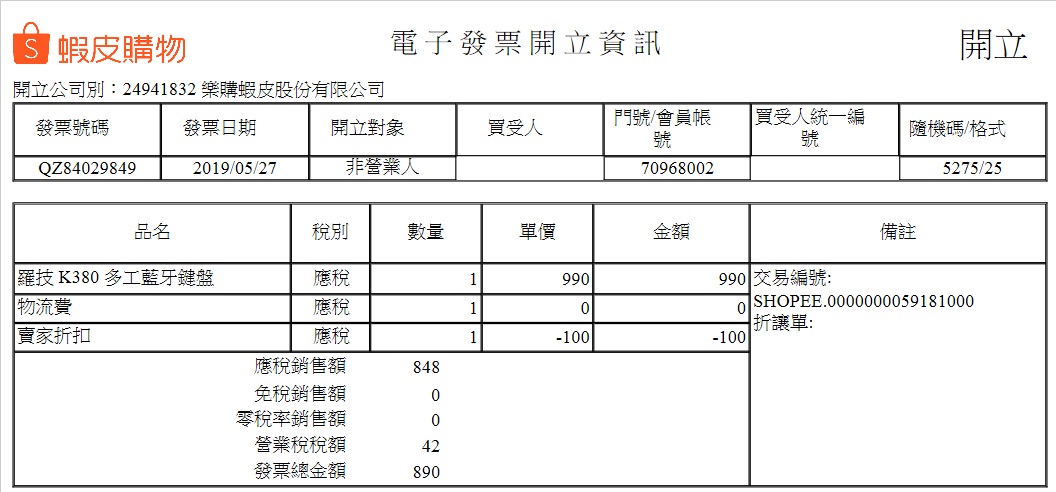 蝦皮購物
電子發票開立資訊
開立
開立公司別：24941832 樂購蝦皮股份有限公司
發票號碼 發票日期 開立對象 買受人 門號/會員帳號 買受人統一編號 隨機碼/格式
QZ84029849 2019/05/27 非營業人 70968002 5275/25
品名 稅別 數量 單價 金額 備註
羅技 K380 多工藍牙鍵盤 應稅 1 990 990 交易編號:
SHOPEE.0000000059181000
物流費 應稅 1 0 0
折讓單:
賣家折扣 應稅 1 -100 -100
應稅銷售額 848
免稅銷售額 0
零稅率銷售額 0
營業稅稅額 42
發票總金額 890